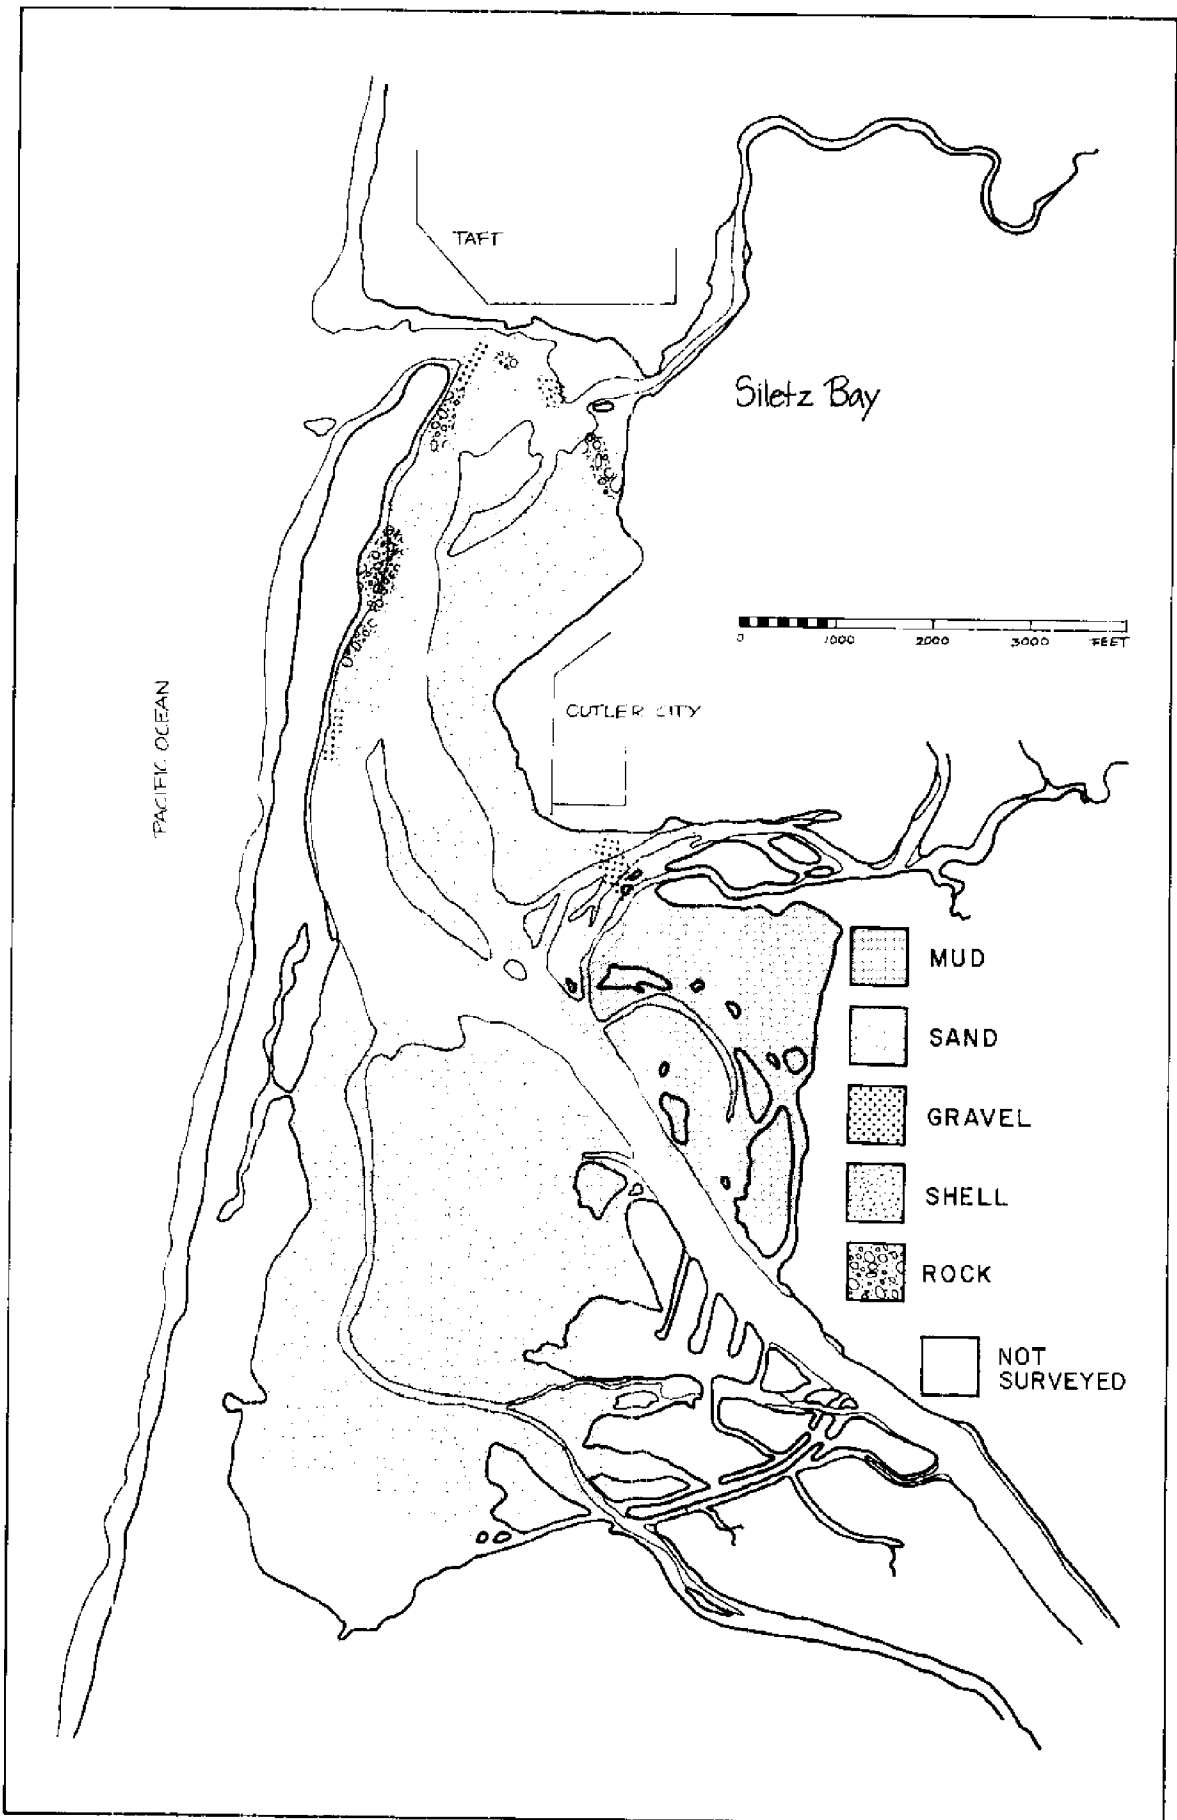 TAFT
Siletz Bay
0 1000 2000 3000 FEET
CUTLER CITY
PACIFIC OCEAN
MUD
SAND
GRAVEL
SHELL
ROCK
NOT
SURVEYED